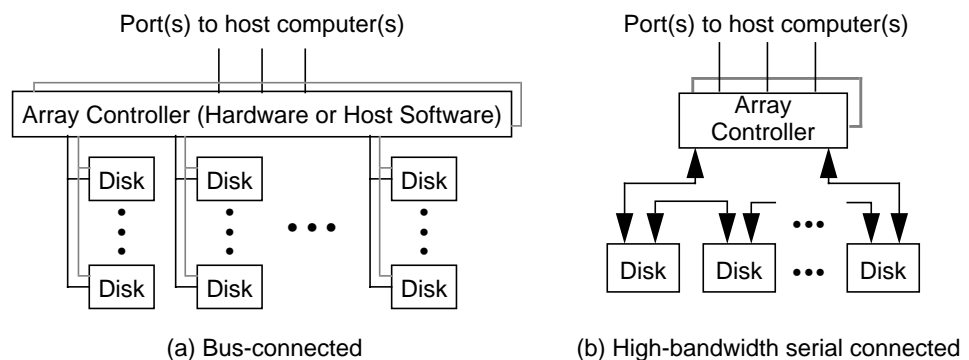 Port(s) to host computer(s)
Array Controller (Hardware or Host Software)
Disk Disk Disk
Disk Disk Disk
(a) Bus-connected
Port(s) to host computer(s)
Array
Controller
Disk Disk Disk
(b) High-bandwidth serial connected